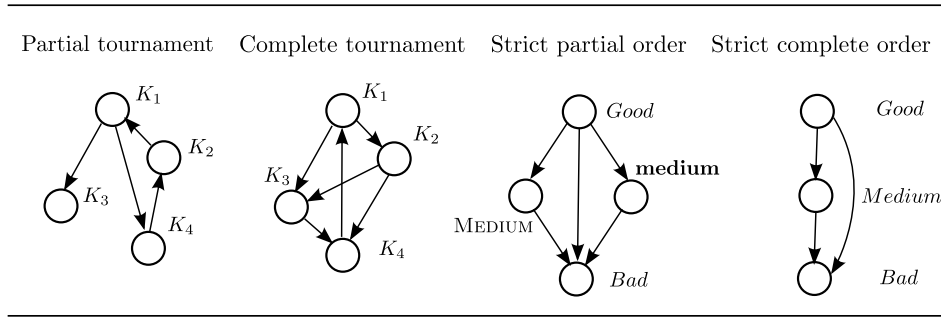 Partial tournament Complete tournament Strict partial order Strict complete order
K₁ K₁ Good Good
K₂ K₂
K₃ K₃ medium Medium
K₄ MEDIUM
K₄ Bad Bad